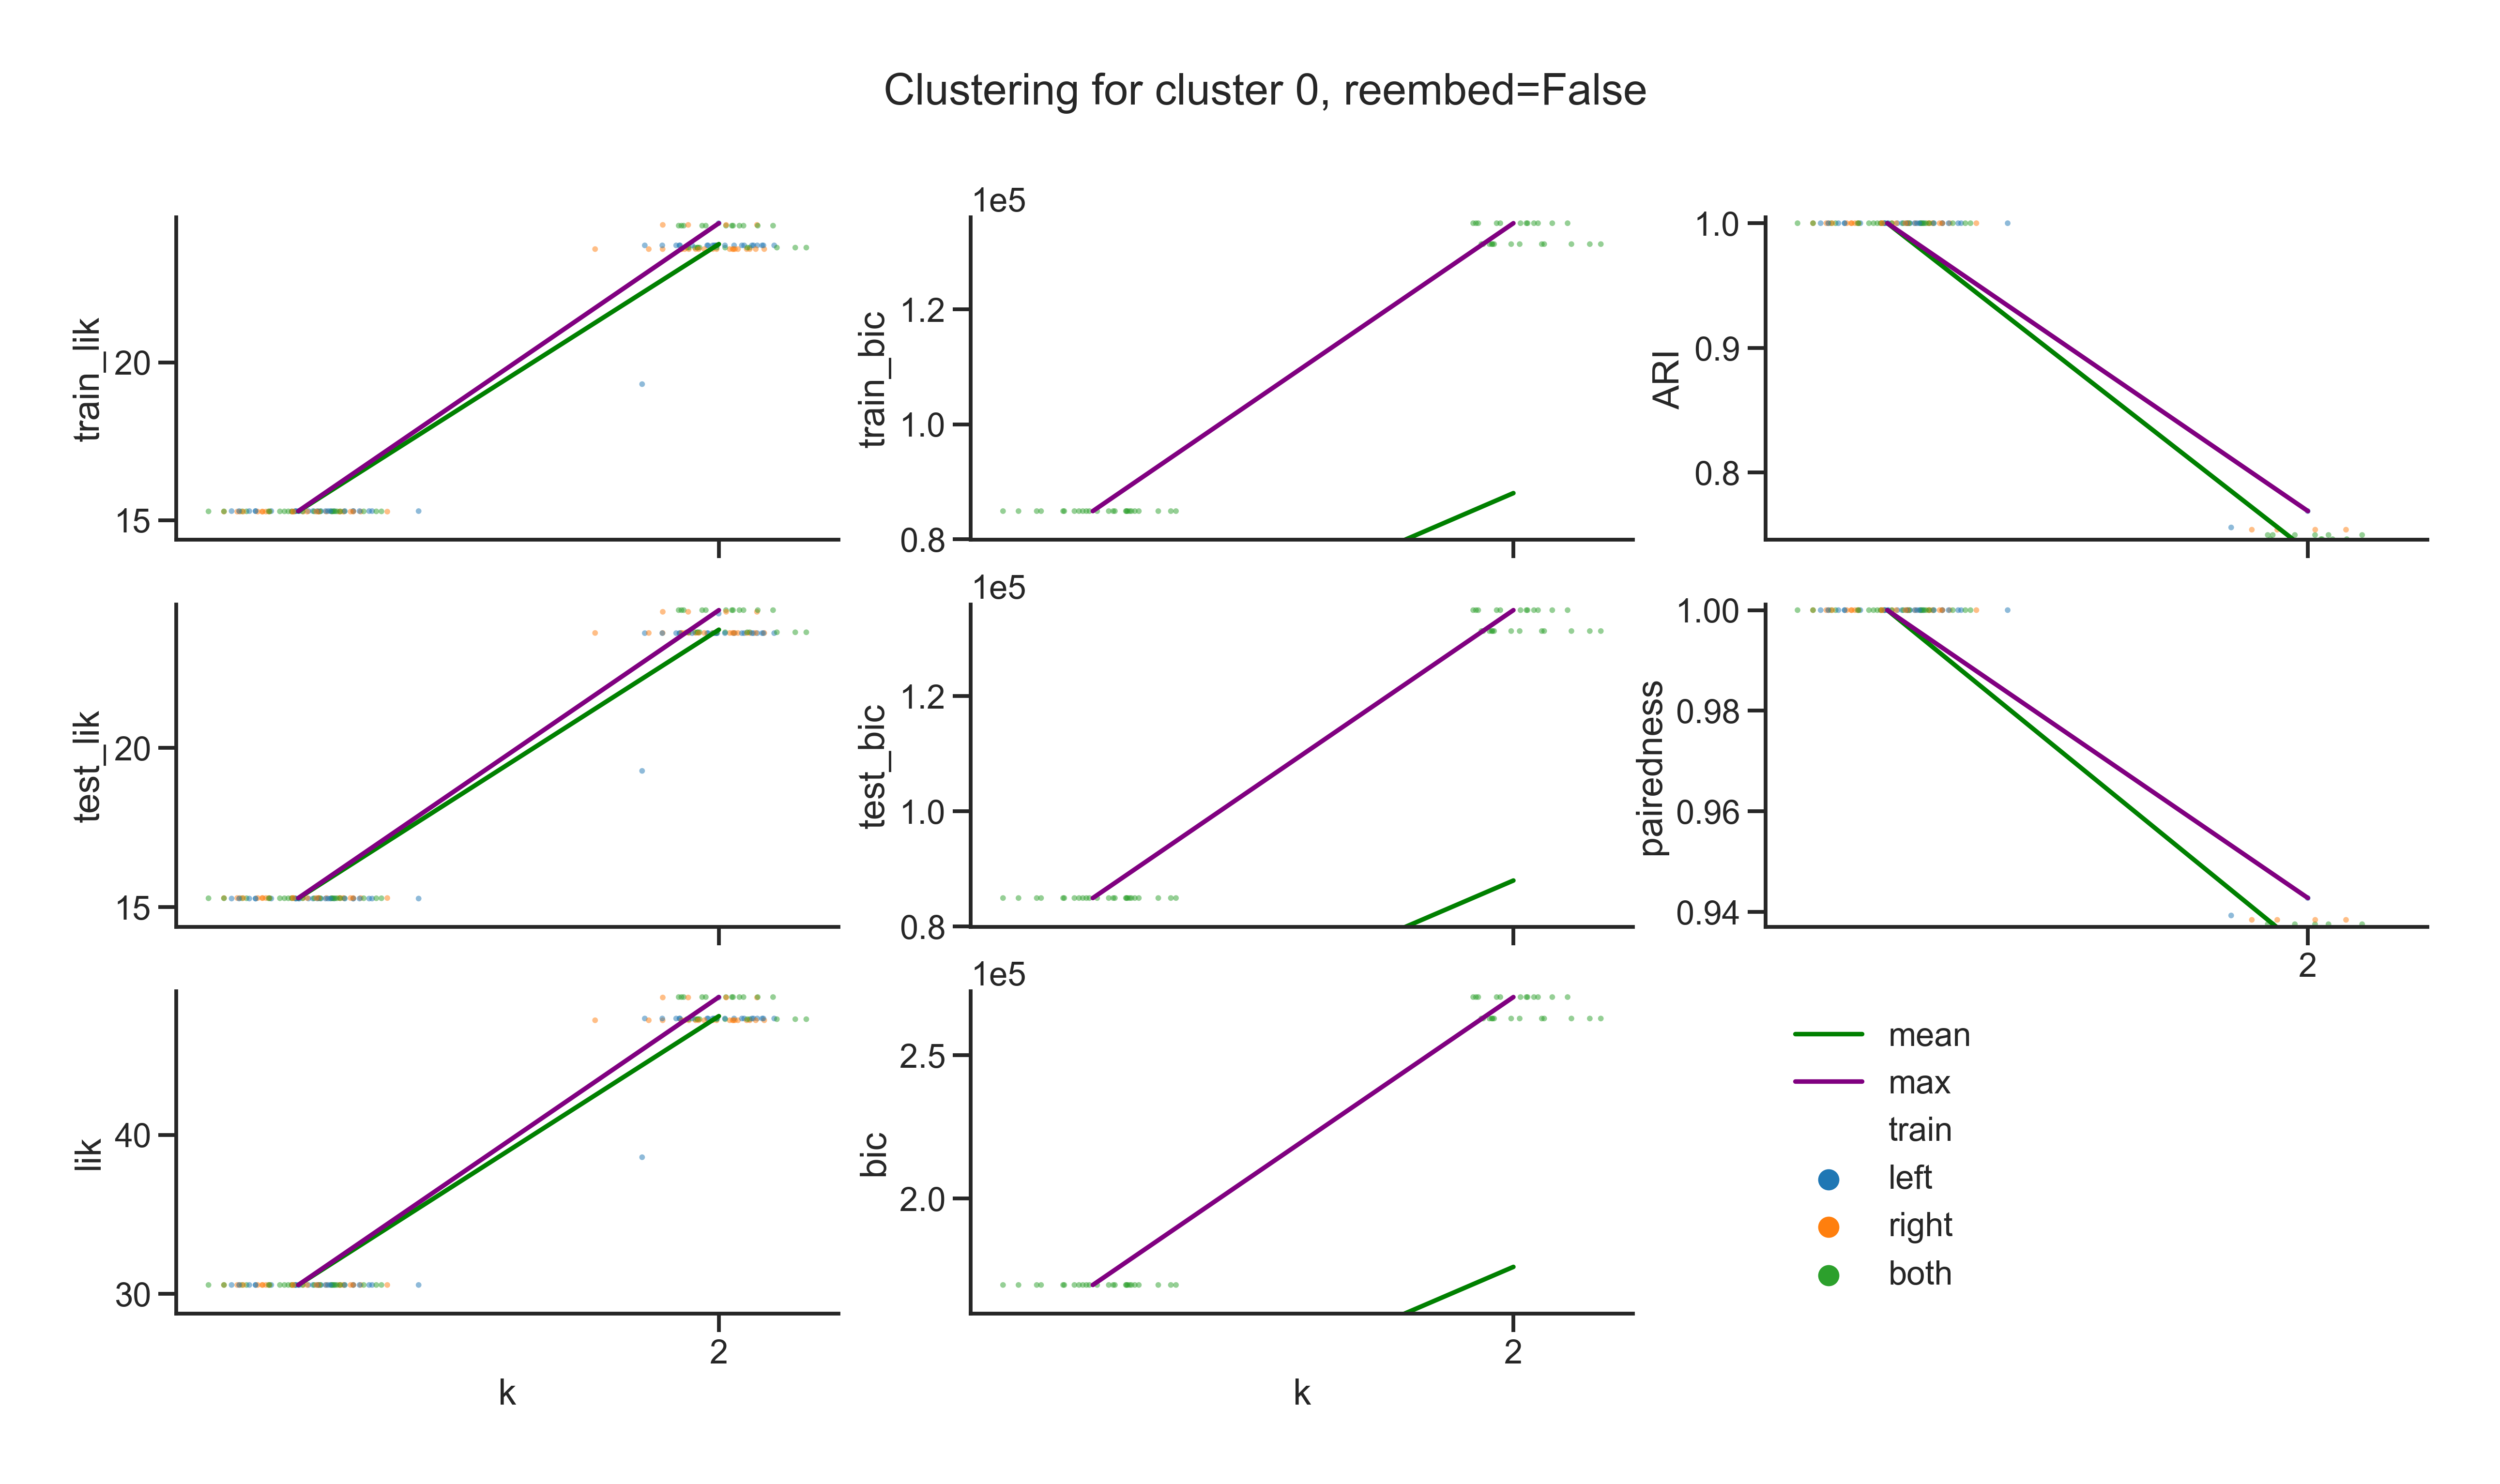 Clustering for cluster 0, reembed=False
train_lik
20
15
1e5
train_bic
1.2
1.0
0.8
ARI
1.0
0.9
0.8
test_lik
20
15
1e5
test_bic
1.2
1.0
0.8
pairedness
1.00
0.98
0.96
0.94
2
lik
40
30
2
k
1e5
bic
2.5
2.0
2
k
mean
max
train
left
right
both